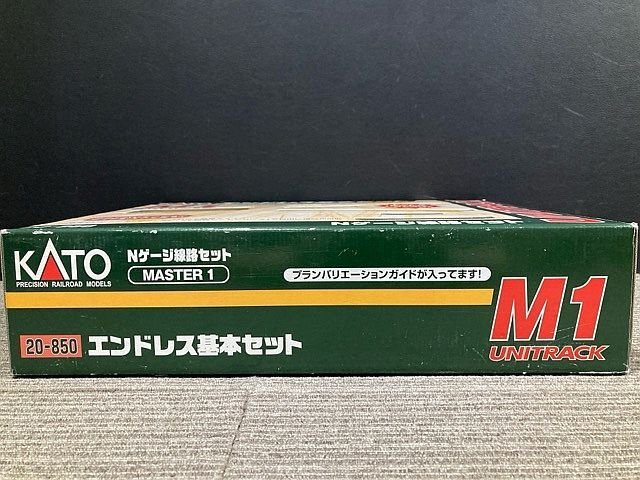 KATO
PRECISION RAILROAD MODELS
Nゲージ線路セット
MASTER 1
プランバリエーションガイドが入ってます!
M1
UNITRACK
20-850
エンドレス基本セット